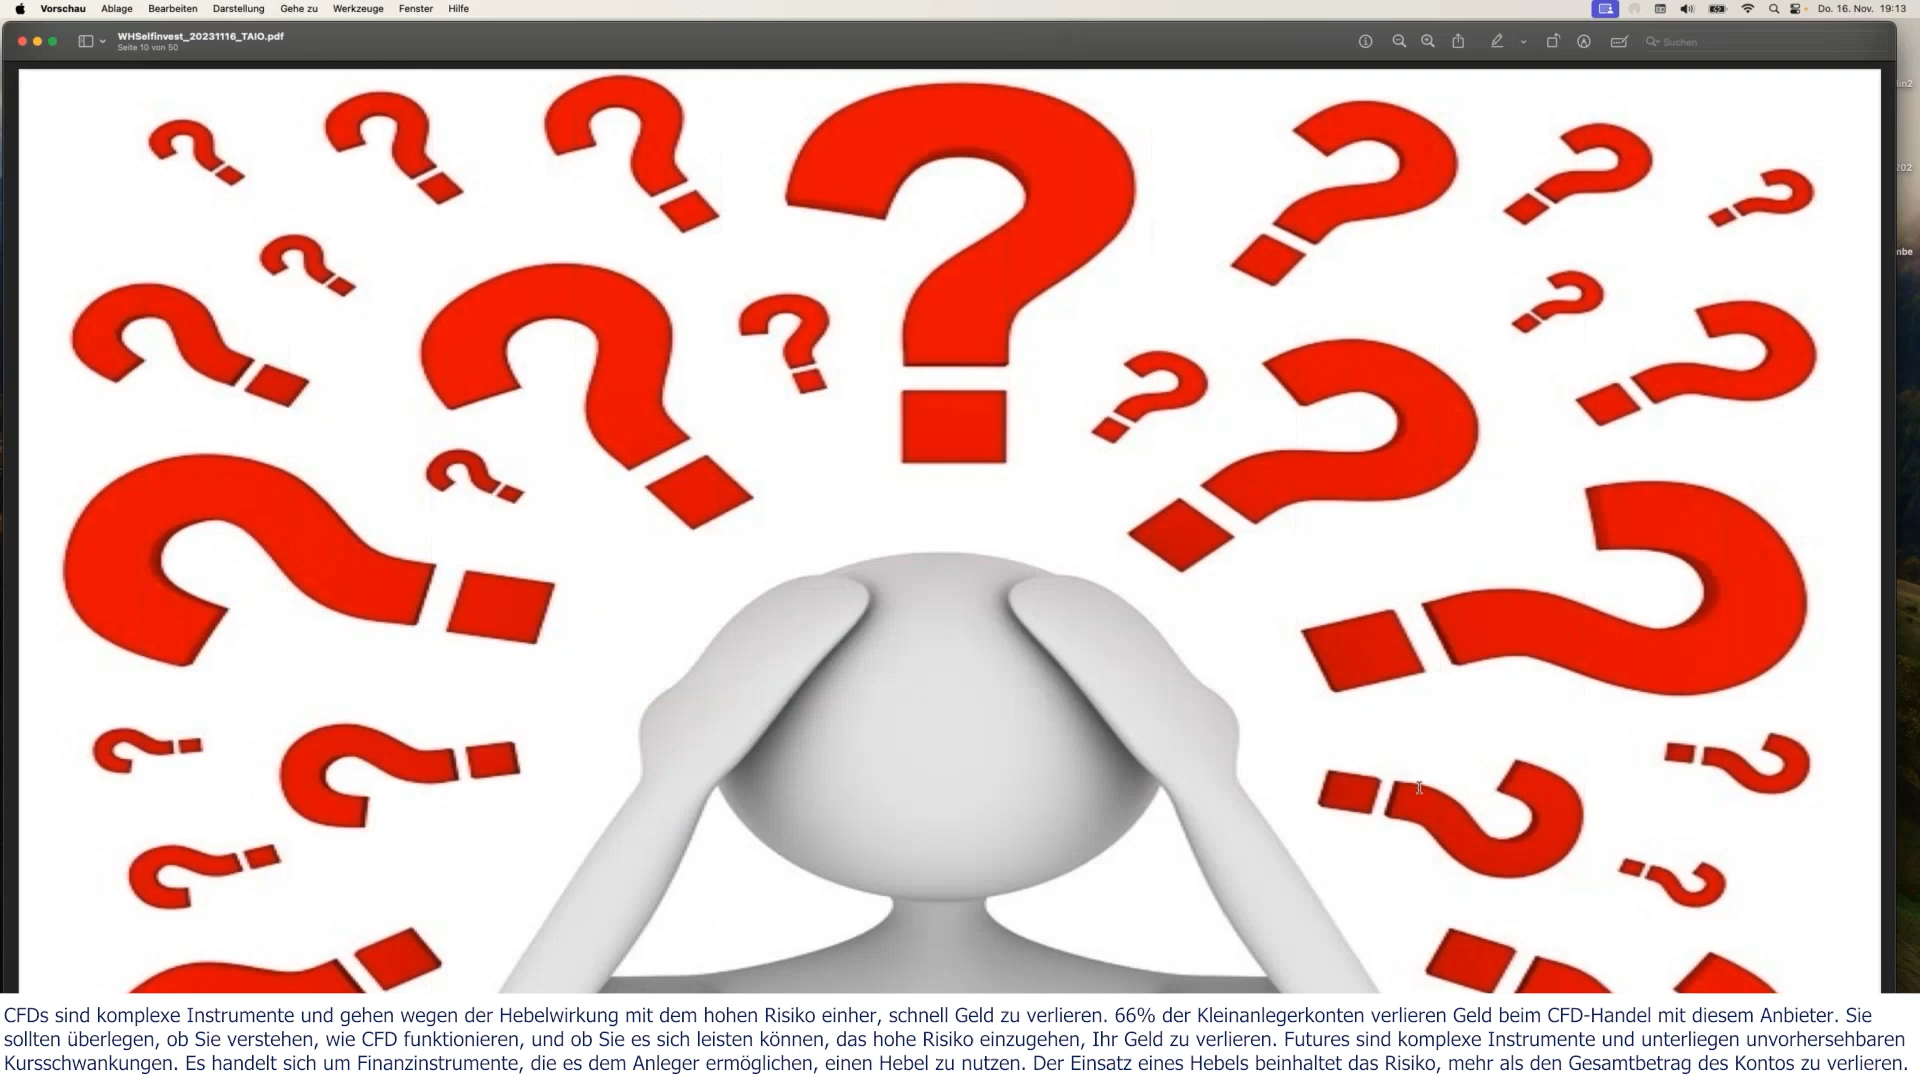 Vorschau Ablage Bearbeiten Darstellung Gehe zu Werkzeuge Fenster Hilfe Do. 16. Nov. 19:13
WHSelfinvest_20231116_TAIO.pdf
Seite 10 von 50
Suchen
CFDs sind komplexe Instrumente und gehen wegen der Hebelwirkung mit dem hohen Risiko einher, schnell Geld zu verlieren. 66% der Kleinanlegerkonten verlieren Geld beim CFD-Handel mit diesem Anbieter. Sie
sollten überlegen, ob Sie verstehen, wie CFD funktionieren, und ob Sie es sich leisten können, das hohe Risiko einzugehen, Ihr Geld zu verlieren. Futures sind komplexe Instrumente und unterliegen unvorhersehbaren
Kursschwankungen. Es handelt sich um Finanzinstrumente, die es dem Anleger ermöglichen, einen Hebel zu nutzen. Der Einsatz eines Hebels beinhaltet das Risiko, mehr als den Gesamtbetrag des Kontos zu verlieren.